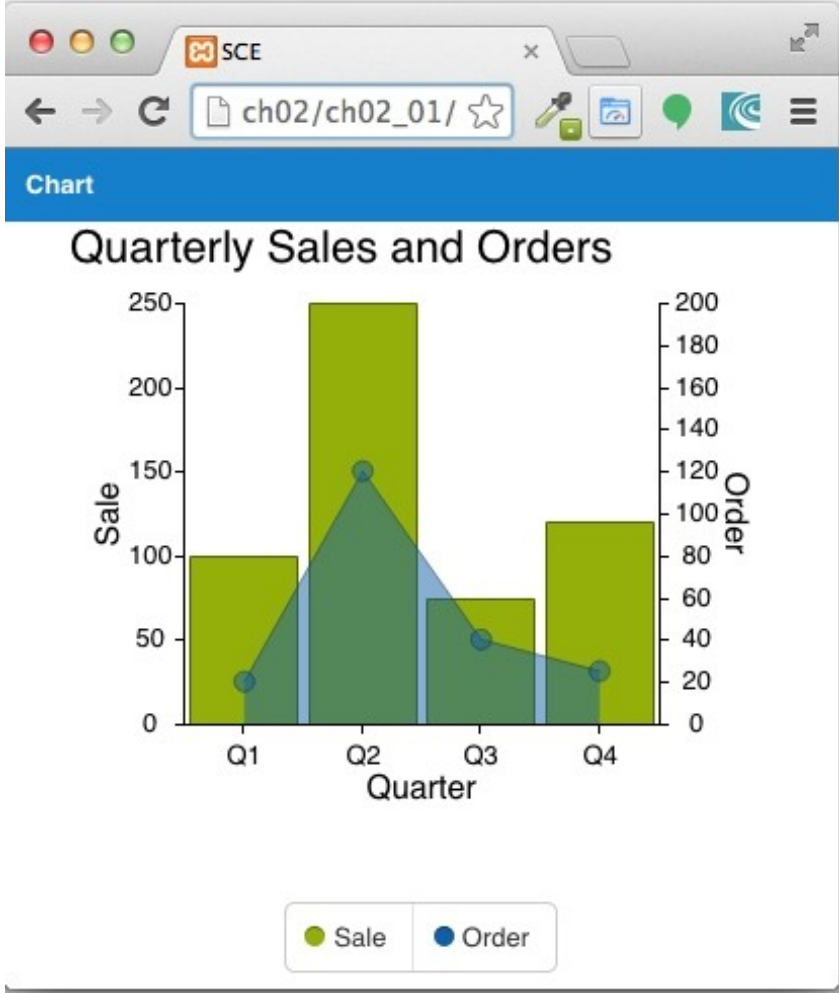 SCE
ch02/ch02_01/
Chart
Quarterly Sales and Orders
250
200
150
100
50
0
Sale
200
180
160
140
120
100
80
60
40
20
0
Order
Q1 Q2 Q3 Q4
Quarter
Sale Order